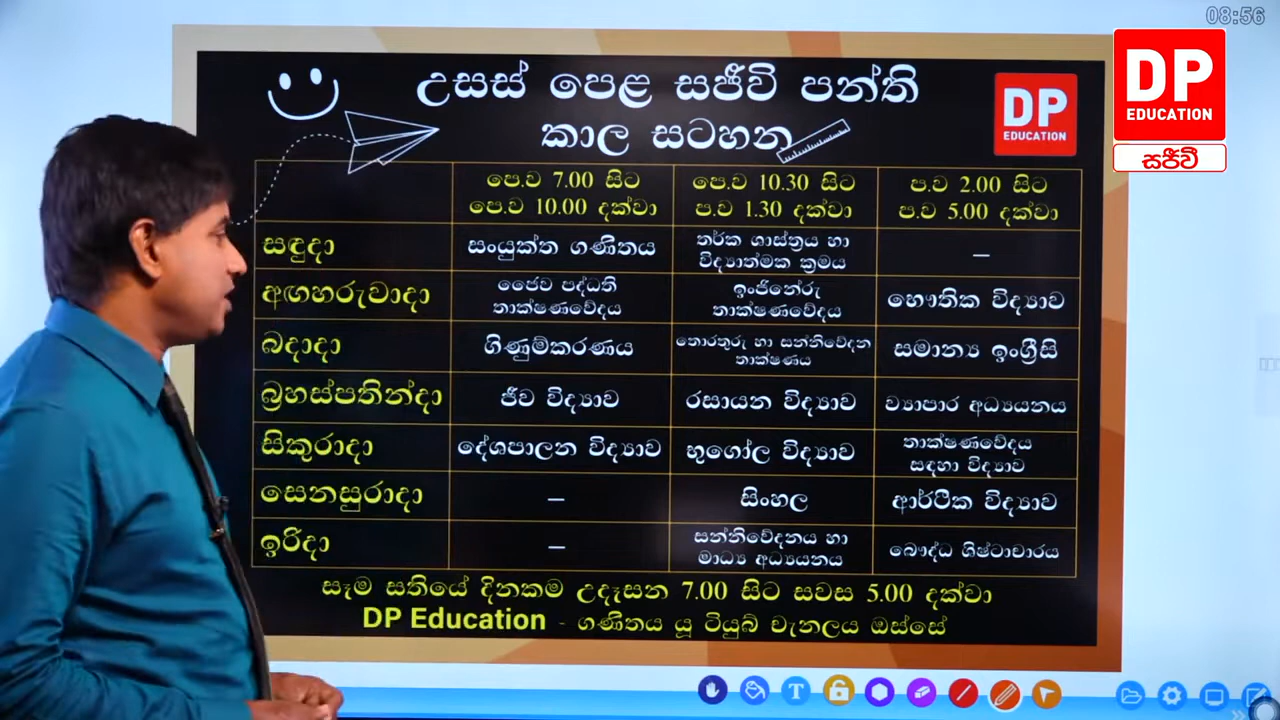 08:56
DP
EDUCATION
සජීවී
උසස් පෙළ සජීවි පන්ති
කාල සටහන
DP
EDUCATION
පෙ.ව 7.00 සිට පෙ.ව 10.00 දක්වා
පෙ.ව 10.30 සිට ප.ව 1.30 දක්වා
ප.ව 2.00 සිට ප.ව 5.00 දක්වා
සඳුදා සංයුක්ත ගණිතය තර්ක ශාස්ත්‍රය හා විද්‍යාත්මක ක්‍රමය –
අඟහරුවාදා ජෛව පද්ධති තාක්ෂණවේදය ඉංජිනේරු තාක්ෂණවේදය භෞතික විද්‍යාව
බදාදා ගිණුම්කරණය තොරතුරු හා සන්නිවේදන තාක්ෂණය සමාන්‍ය ඉංග්‍රීසි
බ්‍රහස්පතින්දා ජීව විද්‍යාව රසායන විද්‍යාව ව්‍යාපාර අධ්‍යයනය
සිකුරාදා දේශපාලන විද්‍යාව භූගෝල විද්‍යාව තාක්ෂණවේදය සඳහා විද්‍යාව
සෙනසුරාදා – සිංහල ආර්ථික විද්‍යාව
ඉරිදා – සන්නිවේදනය හා මාධ්‍ය අධ්‍යයනය බෞද්ධ ශිෂ්ටාචාරය
සෑම සතියේ දිනකම උදෑසන 7.00 සිට සවස 5.00 දක්වා
DP Education - ගණිතය යූ ටියුබ් චැනලය ඔස්සේ